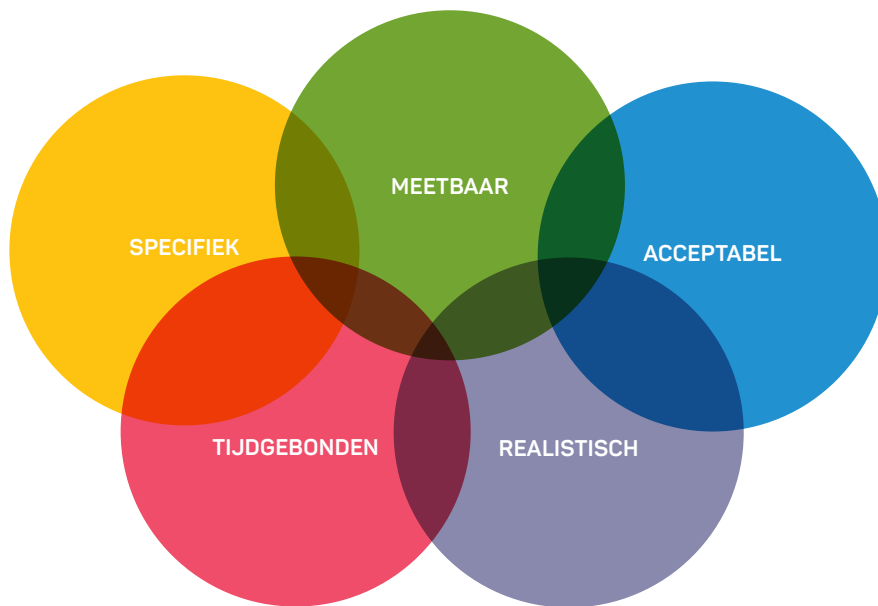 MEETBAAR
SPECIFIEK
ACCEPTABEL
TIJDGEBONDEN
REALISTISCH